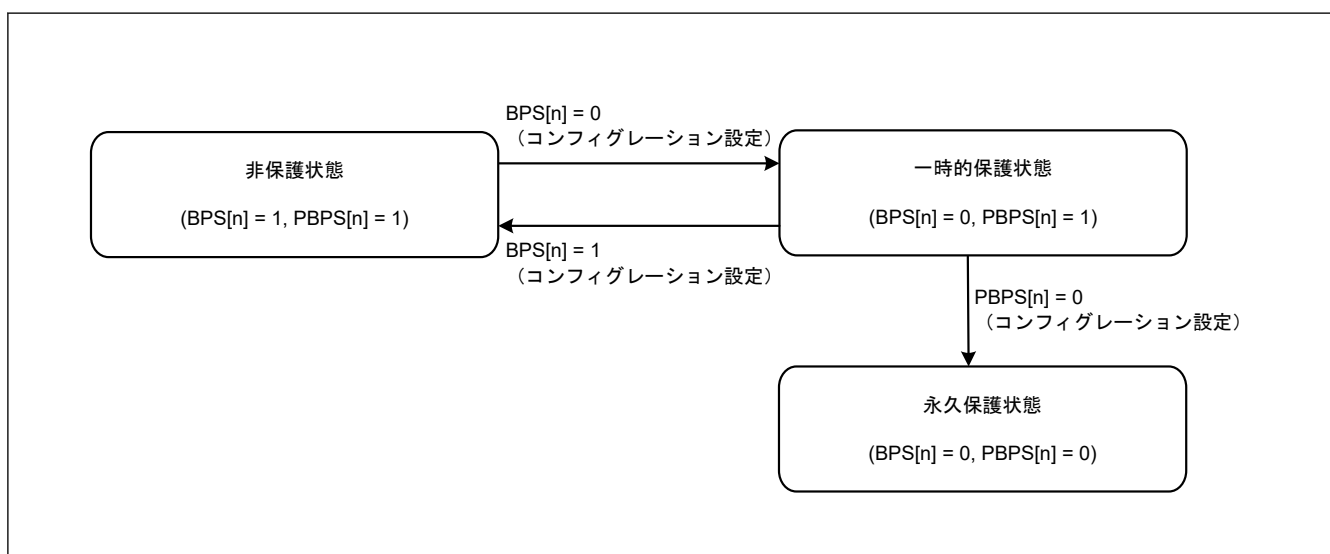 BPS[n] = 0
（コンフィグレーション設定）
非保護状態
(BPS[n] = 1, PBPS[n] = 1)
一時的保護状態
(BPS[n] = 0, PBPS[n] = 1)
BPS[n] = 1
（コンフィグレーション設定）
PBPS[n] = 0
（コンフィグレーション設定）
永久保護状態
(BPS[n] = 0, PBPS[n] = 0)